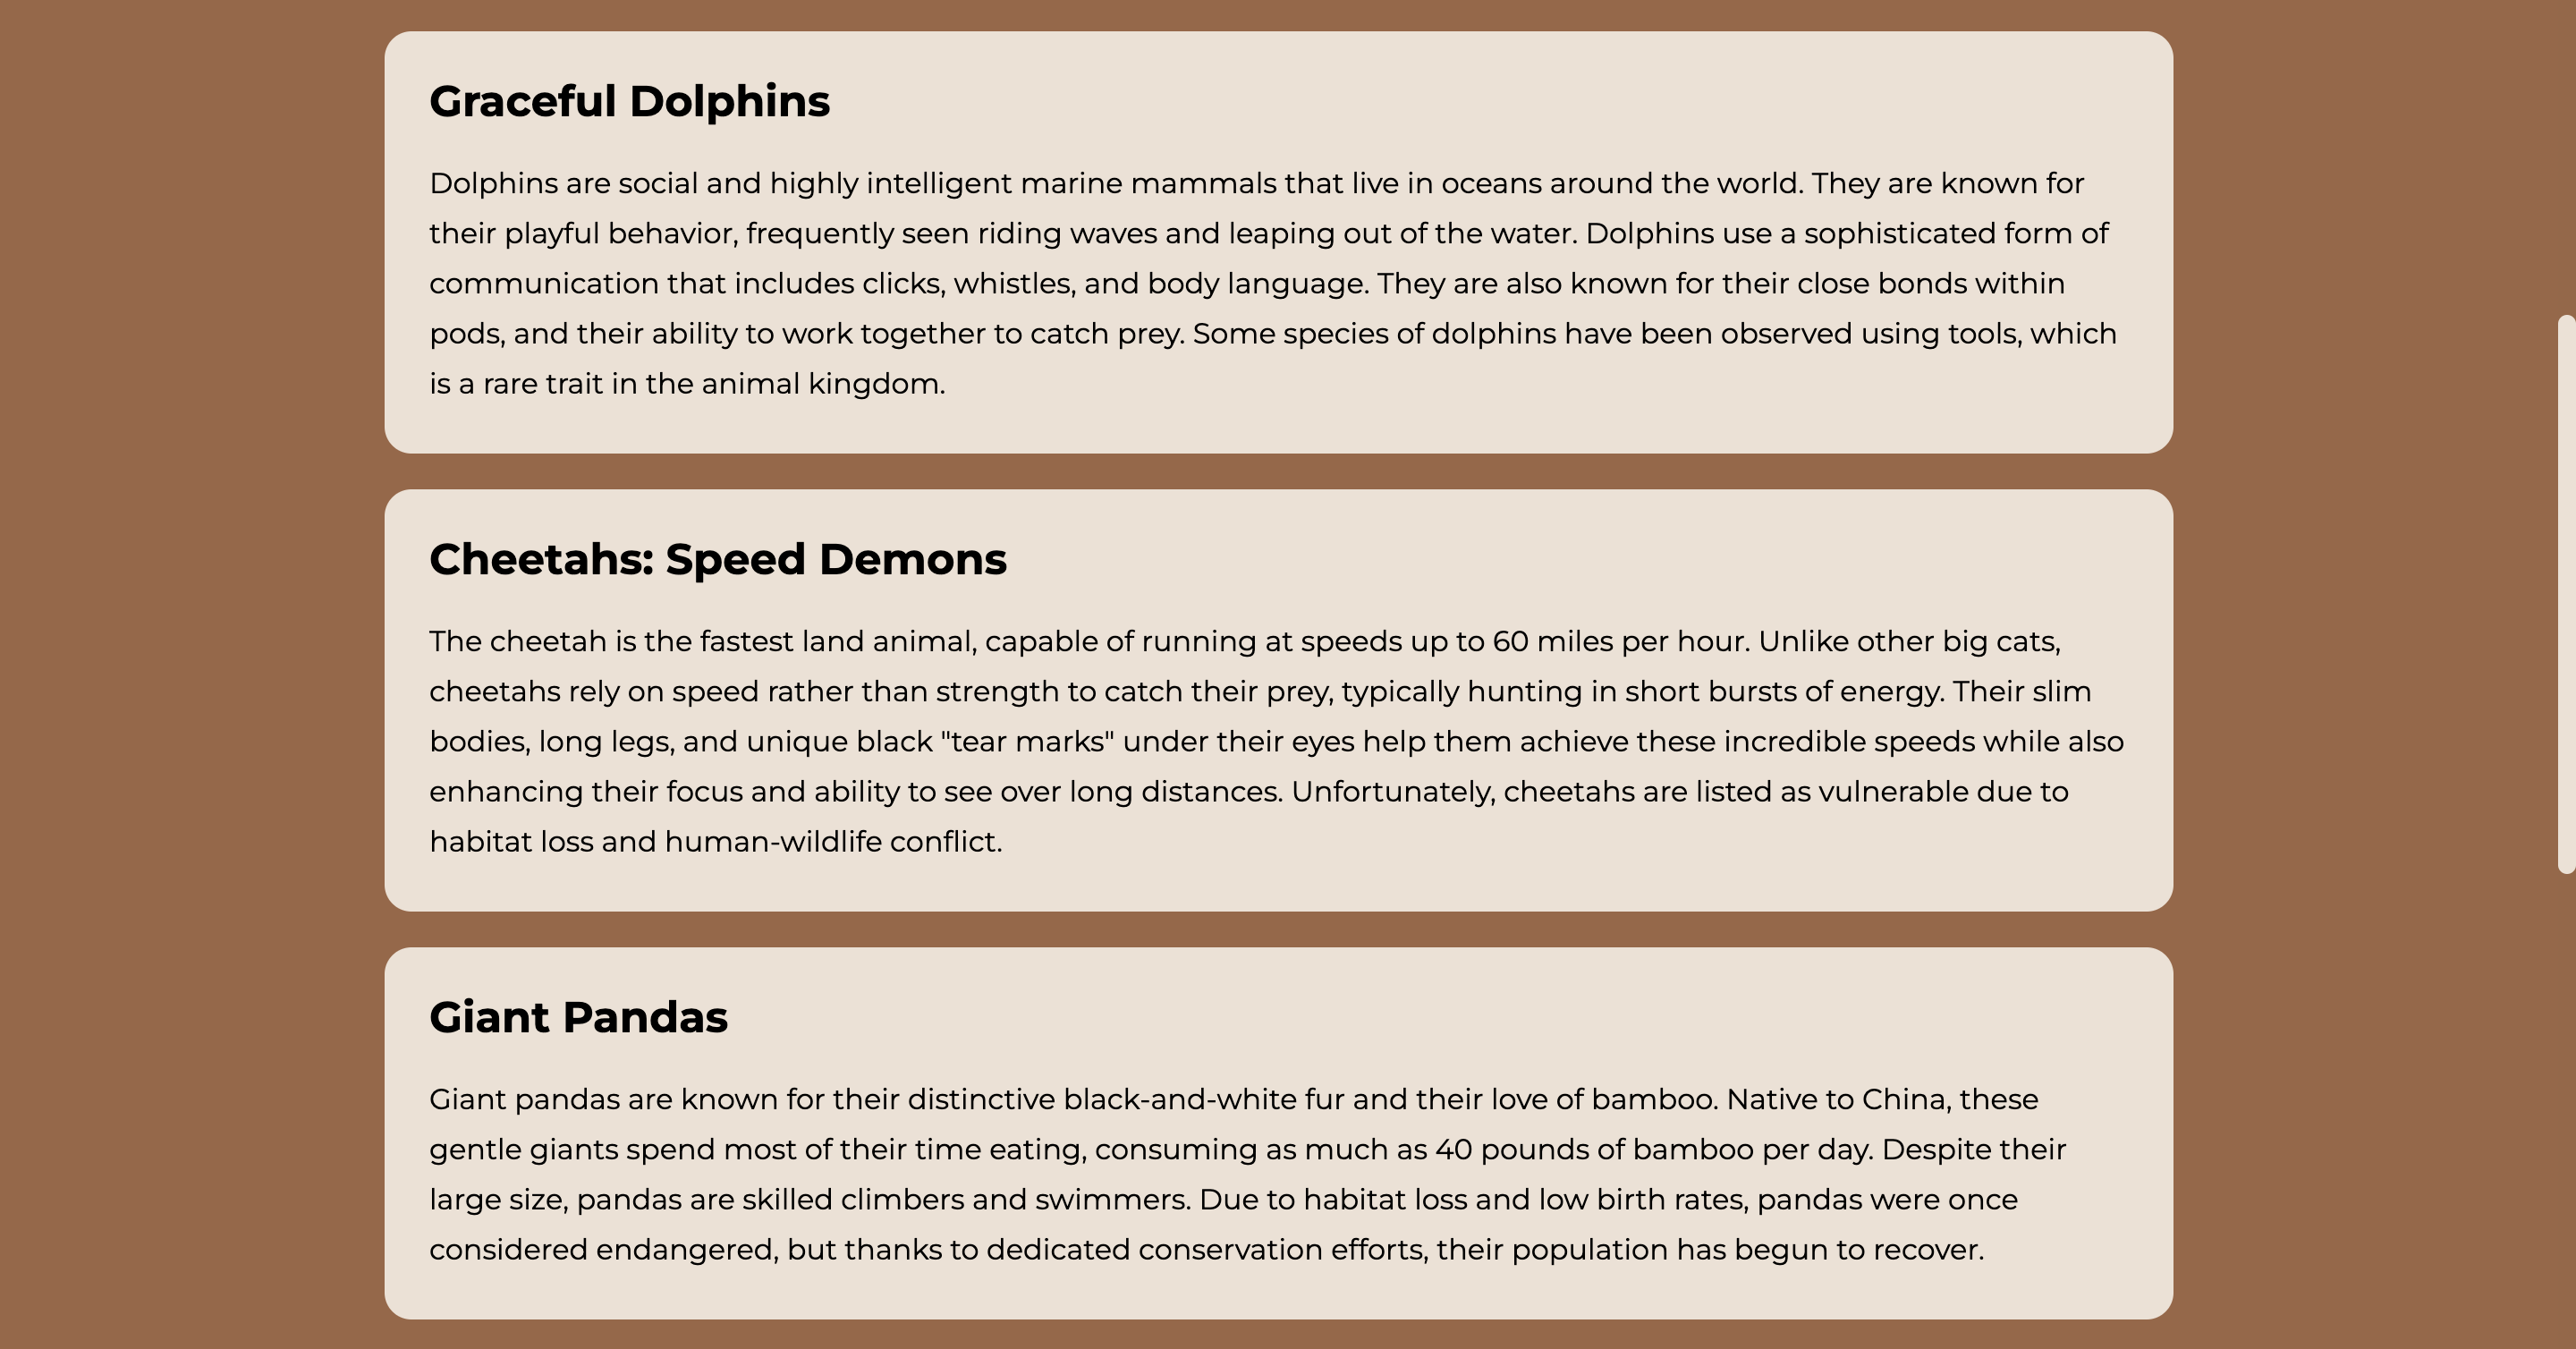 Graceful Dolphins
Dolphins are social and highly intelligent marine mammals that live in oceans around the world. They are known for
their playful behavior, frequently seen riding waves and leaping out of the water. Dolphins use a sophisticated form of
communication that includes clicks, whistles, and body language. They are also known for their close bonds within
pods, and their ability to work together to catch prey. Some species of dolphins have been observed using tools, which
is a rare trait in the animal kingdom.
Cheetahs: Speed Demons
The cheetah is the fastest land animal, capable of running at speeds up to 60 miles per hour. Unlike other big cats,
cheetahs rely on speed rather than strength to catch their prey, typically hunting in short bursts of energy. Their slim
bodies, long legs, and unique black "tear marks" under their eyes help them achieve these incredible speeds while also
enhancing their focus and ability to see over long distances. Unfortunately, cheetahs are listed as vulnerable due to
habitat loss and human-wildlife conflict.
Giant Pandas
Giant pandas are known for their distinctive black-and-white fur and their love of bamboo. Native to China, these
gentle giants spend most of their time eating, consuming as much as 40 pounds of bamboo per day. Despite their
large size, pandas are skilled climbers and swimmers. Due to habitat loss and low birth rates, pandas were once
considered endangered, but thanks to dedicated conservation efforts, their population has begun to recover.